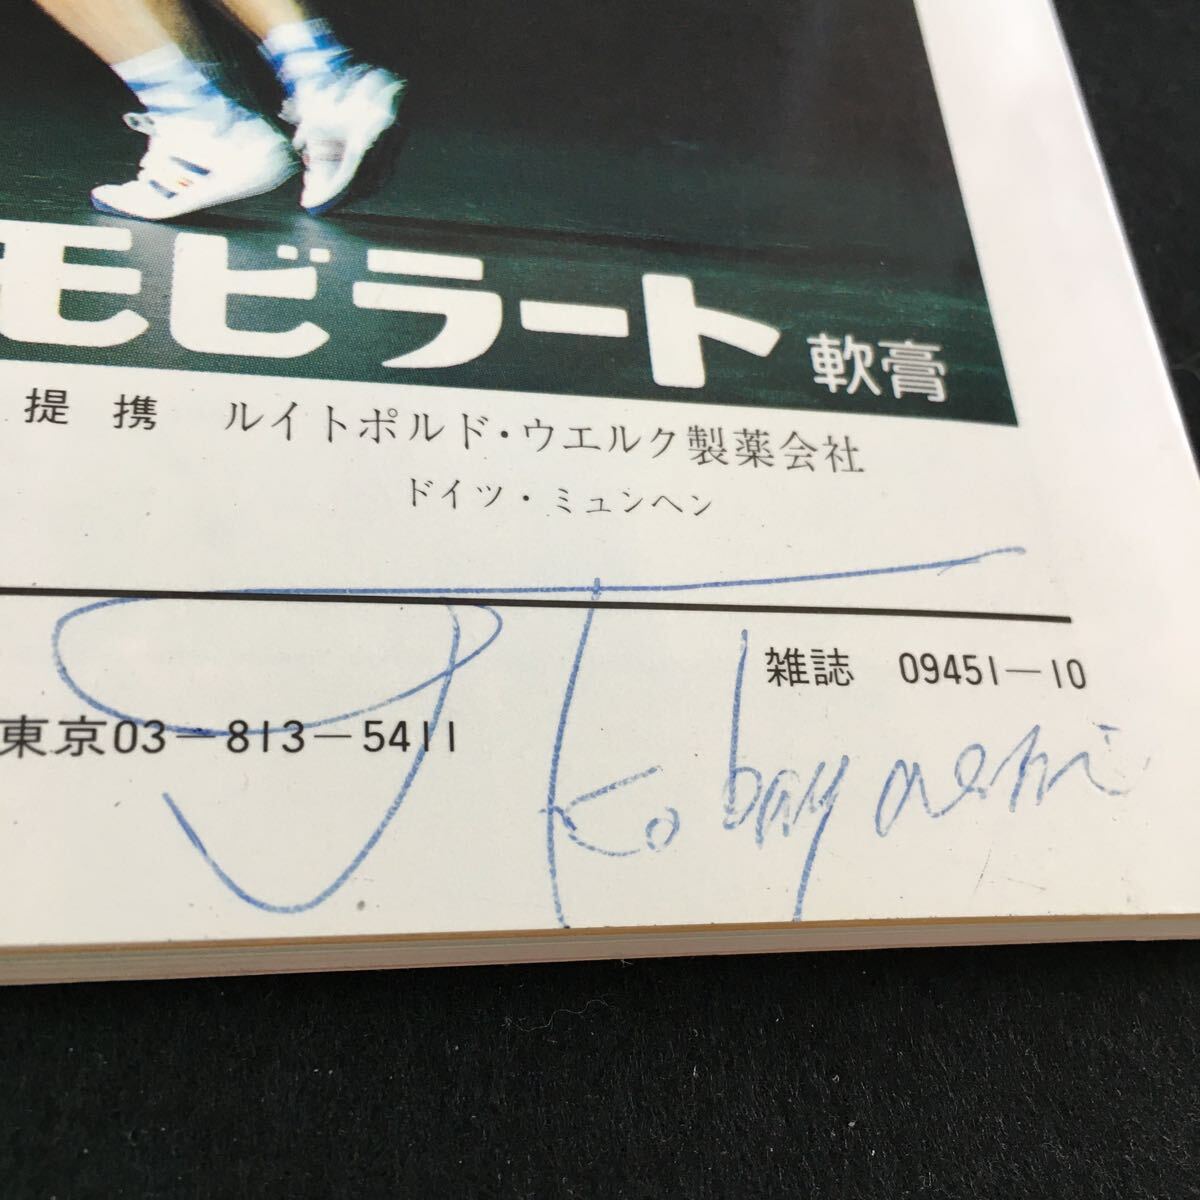 モビラート 軟膏
提携 ルイトポルド・ウエルク製薬会社
ドイツ・ミュンヘン
雑誌 09451-10
東京03-813-5411
Kobayashi